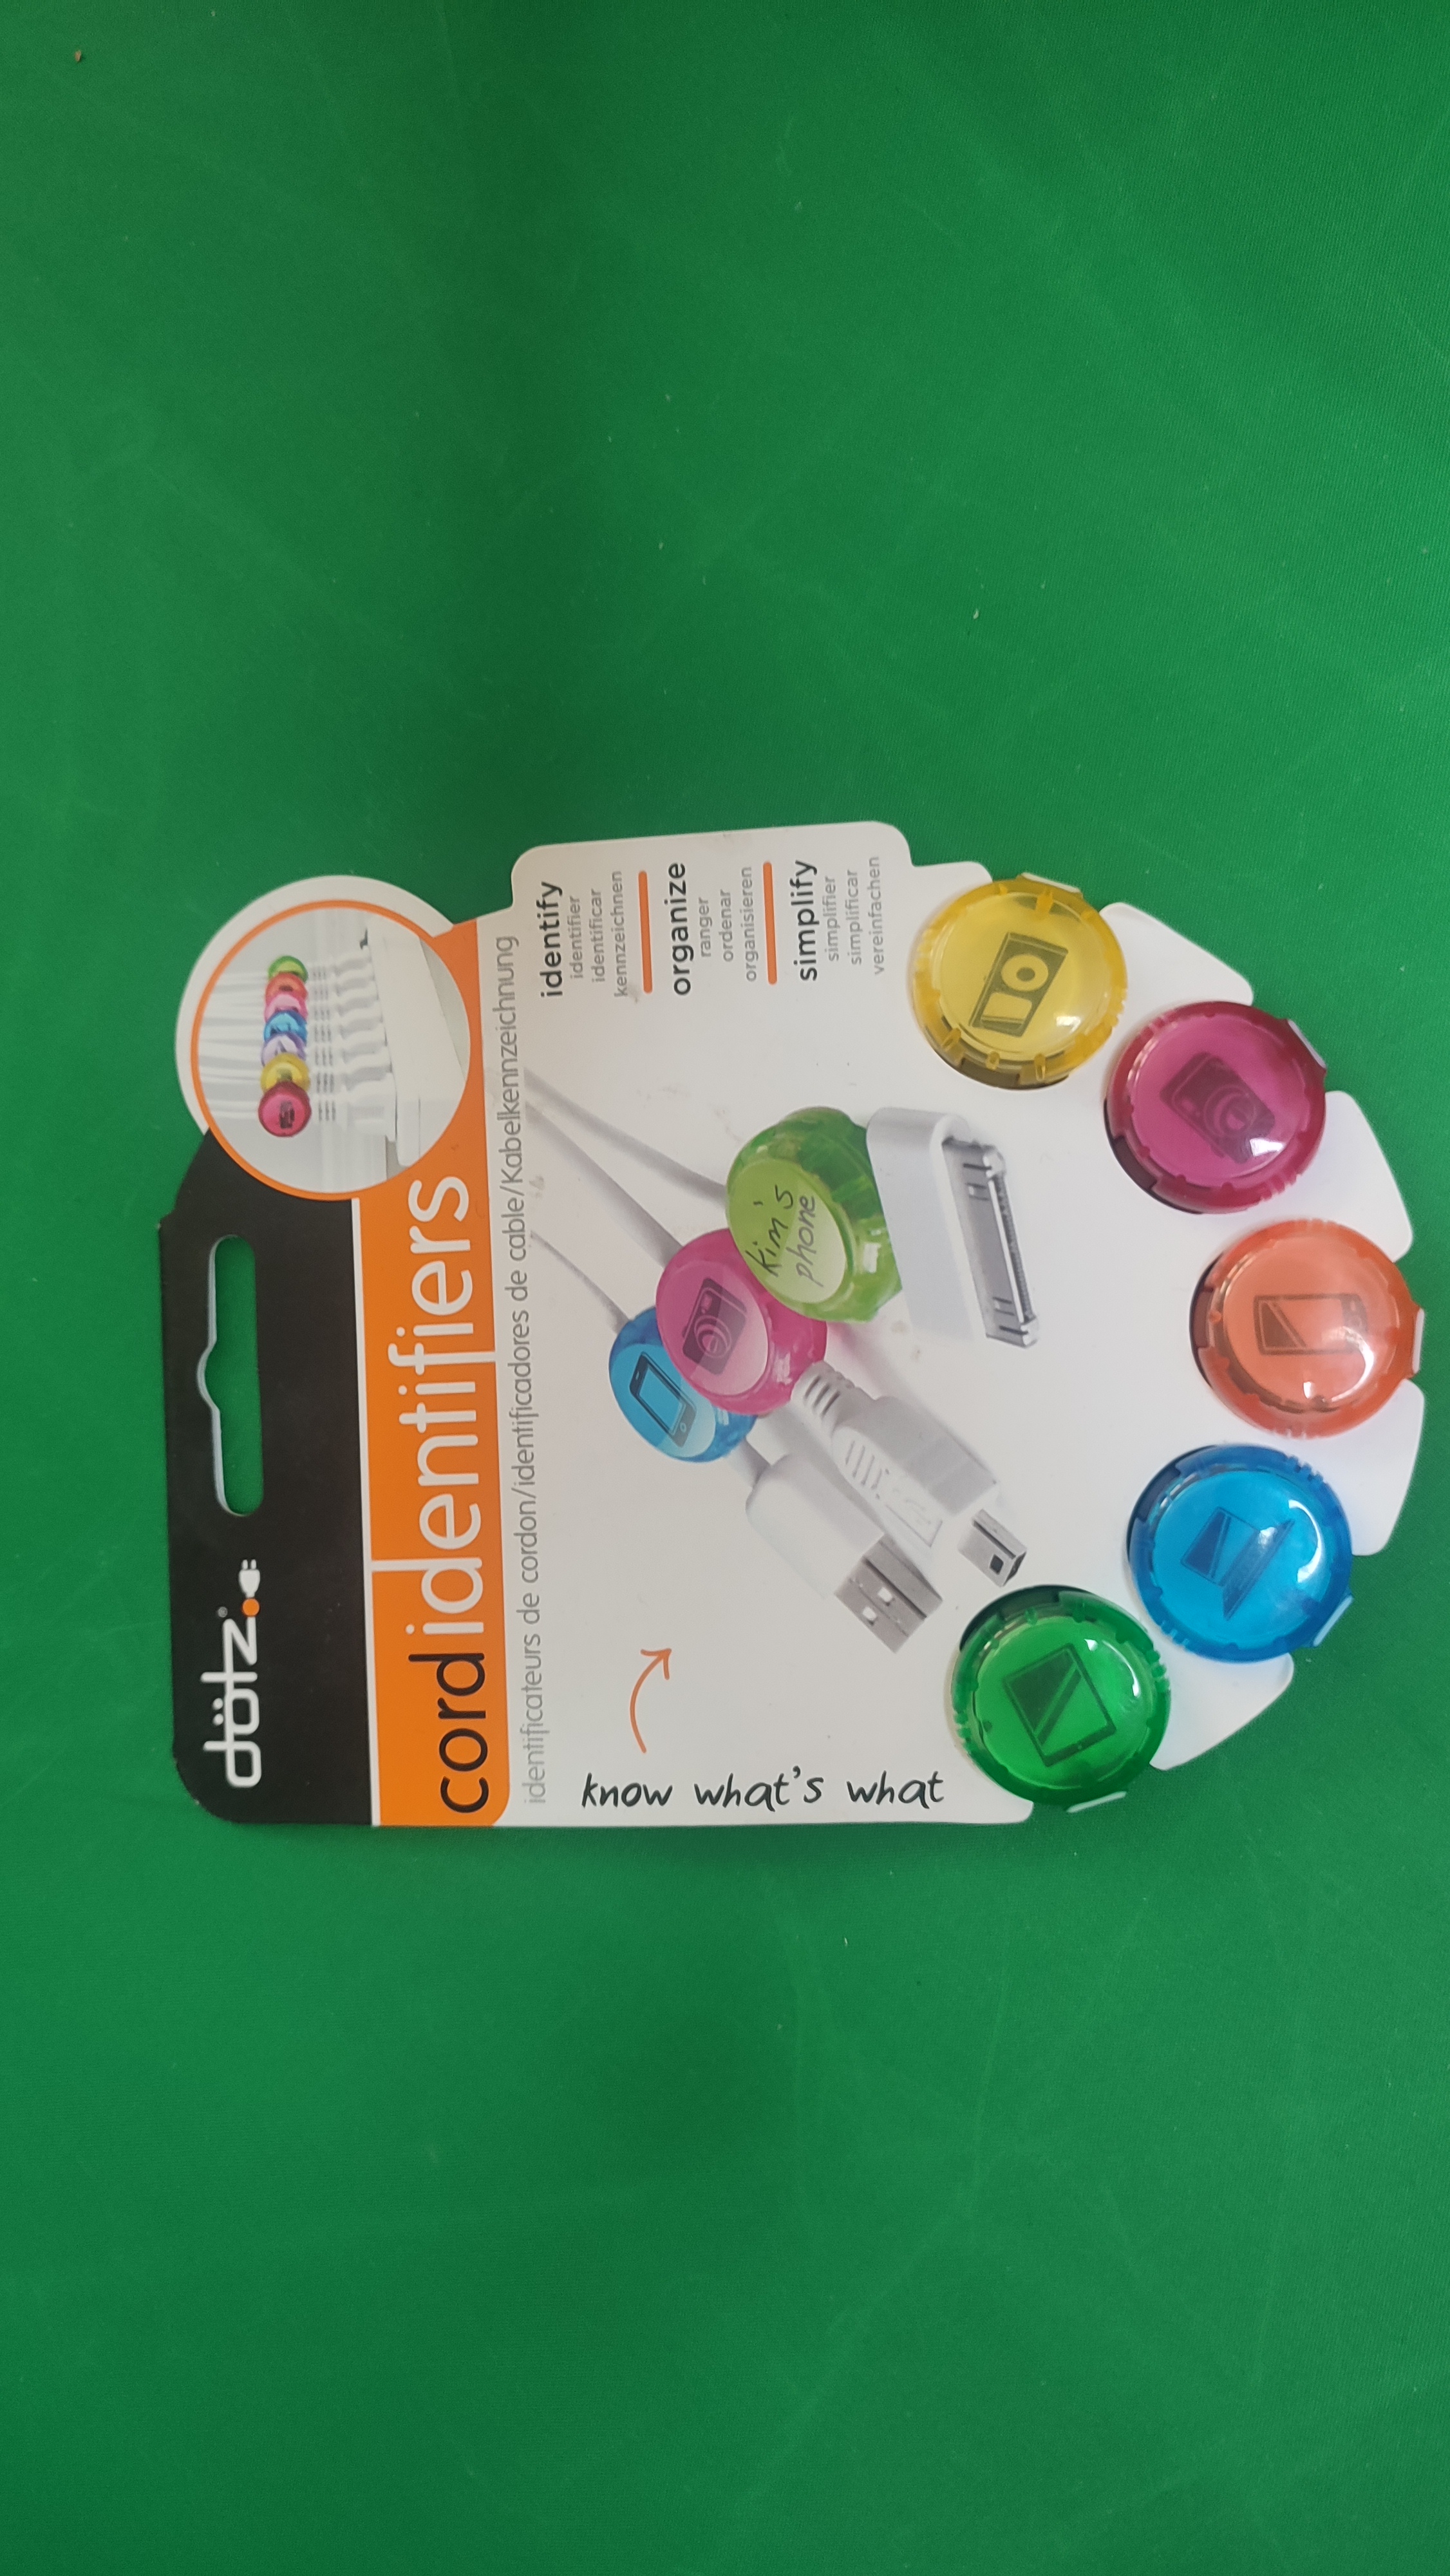 dötz®
cord identifiers
identificateurs de cordon/identificadores de cable/Kabelkennzeichnung
know what's what
kim's
phone
identify
identifier
identificar
kennzeichnen
organize
ranger
ordenar
organisieren
simplify
simplifier
simplificar
vereinfachen